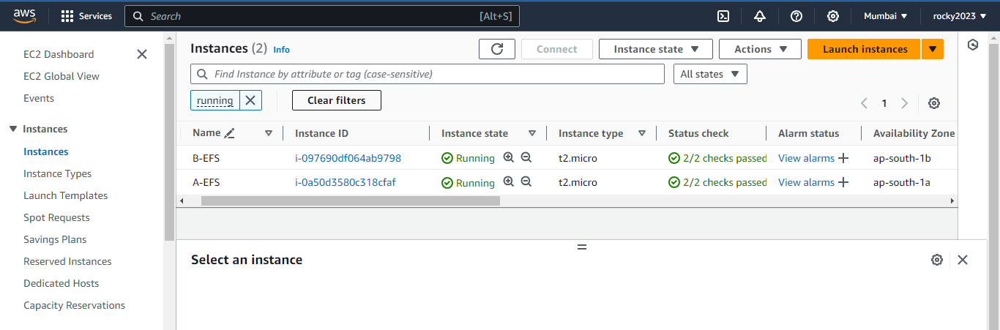 aws Services Search [Alt+S] Mumbai rocky2023
EC2 Dashboard
EC2 Global View
Events
Instances
Instances
Instance Types
Launch Templates
Spot Requests
Savings Plans
Reserved Instances
Dedicated Hosts
Capacity Reservations
Instances (2) Info Connect Instance state Actions Launch instances
Find Instance by attribute or tag (case-sensitive) All states
running Clear filters 1
Name Instance ID Instance state Instance type Status check Alarm status Availability Zone
B-EFS i-097690df064ab9798 Running t2.micro 2/2 checks passed View alarms ap-south-1b
A-EFS i-0a50d3580c318cfaf Running t2.micro 2/2 checks passed View alarms ap-south-1a
Select an instance